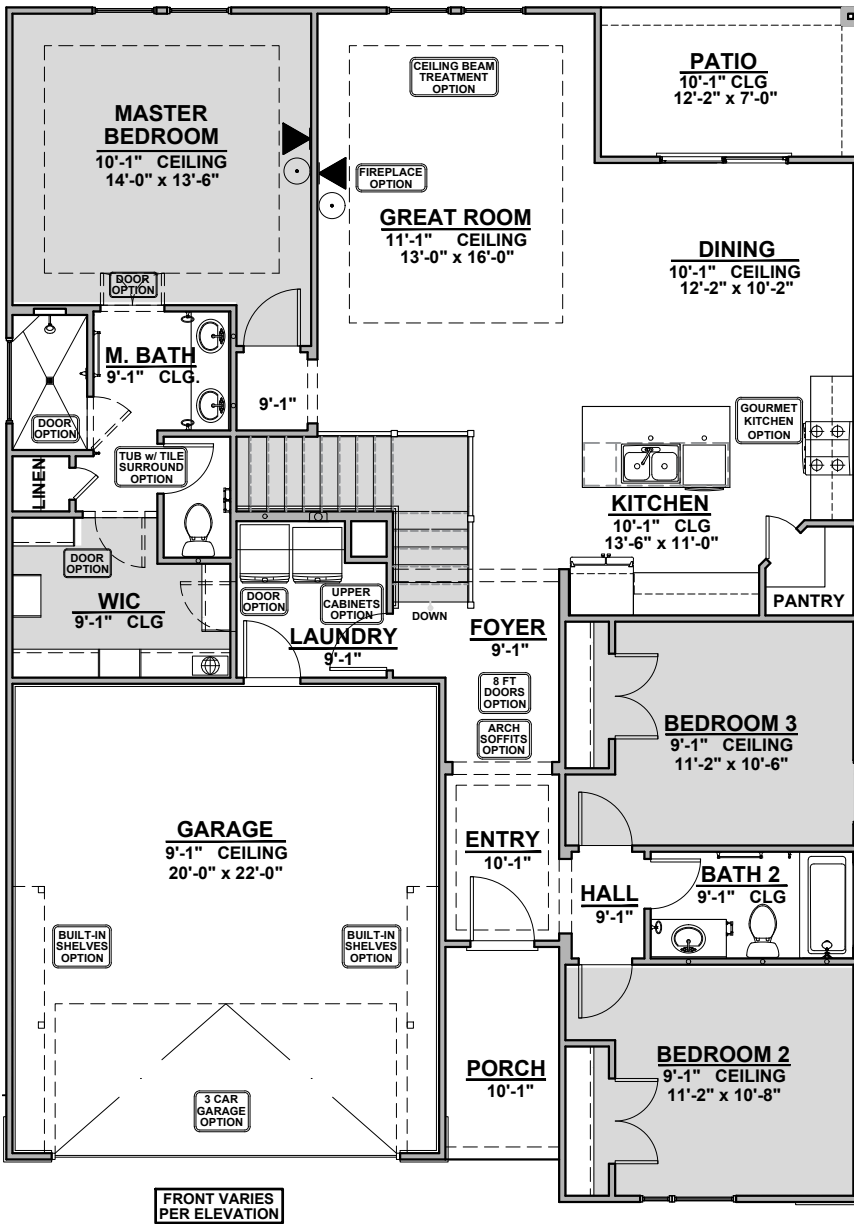 MASTER
BEDROOM
10'-1" CEILING
14'-0" x 13'-6"
CEILING BEAM
TREATMENT
OPTION
PATIO
10'-1" CLG
12'-2" x 7'-0"
FIREPLACE
OPTION
GREAT ROOM
11'-1" CEILING
13'-0" x 16'-0"
DINING
10'-1" CEILING
12'-2" x 10'-2"
DOOR
OPTION
M. BATH
9'-1" CLG.
9'-1"
DOOR
OPTION
GOURMET
KITCHEN
OPTION
TUB w/ TILE
SURROUND
OPTION
LINEN
KITCHEN
10'-1" CLG
13'-6" x 11'-0"
DOOR
OPTION
WIC
9'-1" CLG
DOOR
OPTION
UPPER
CABINETS
OPTION
LAUNDRY
9'-1"
DOWN
FOYER
9'-1"
PANTRY
8 FT
DOORS
OPTION
ARCH
SOFFITS
OPTION
BEDROOM 3
9'-1" CEILING
11'-2" x 10'-6"
GARAGE
9'-1" CEILING
20'-0" x 22'-0"
ENTRY
10'-1"
HALL
9'-1"
BATH 2
9'-1" CLG
BUILT-IN
SHELVES
OPTION
BUILT-IN
SHELVES
OPTION
PORCH
10'-1"
BEDROOM 2
9'-1" CEILING
11'-2" x 10'-8"
3 CAR
GARAGE
OPTION
FRONT VARIES
PER ELEVATION